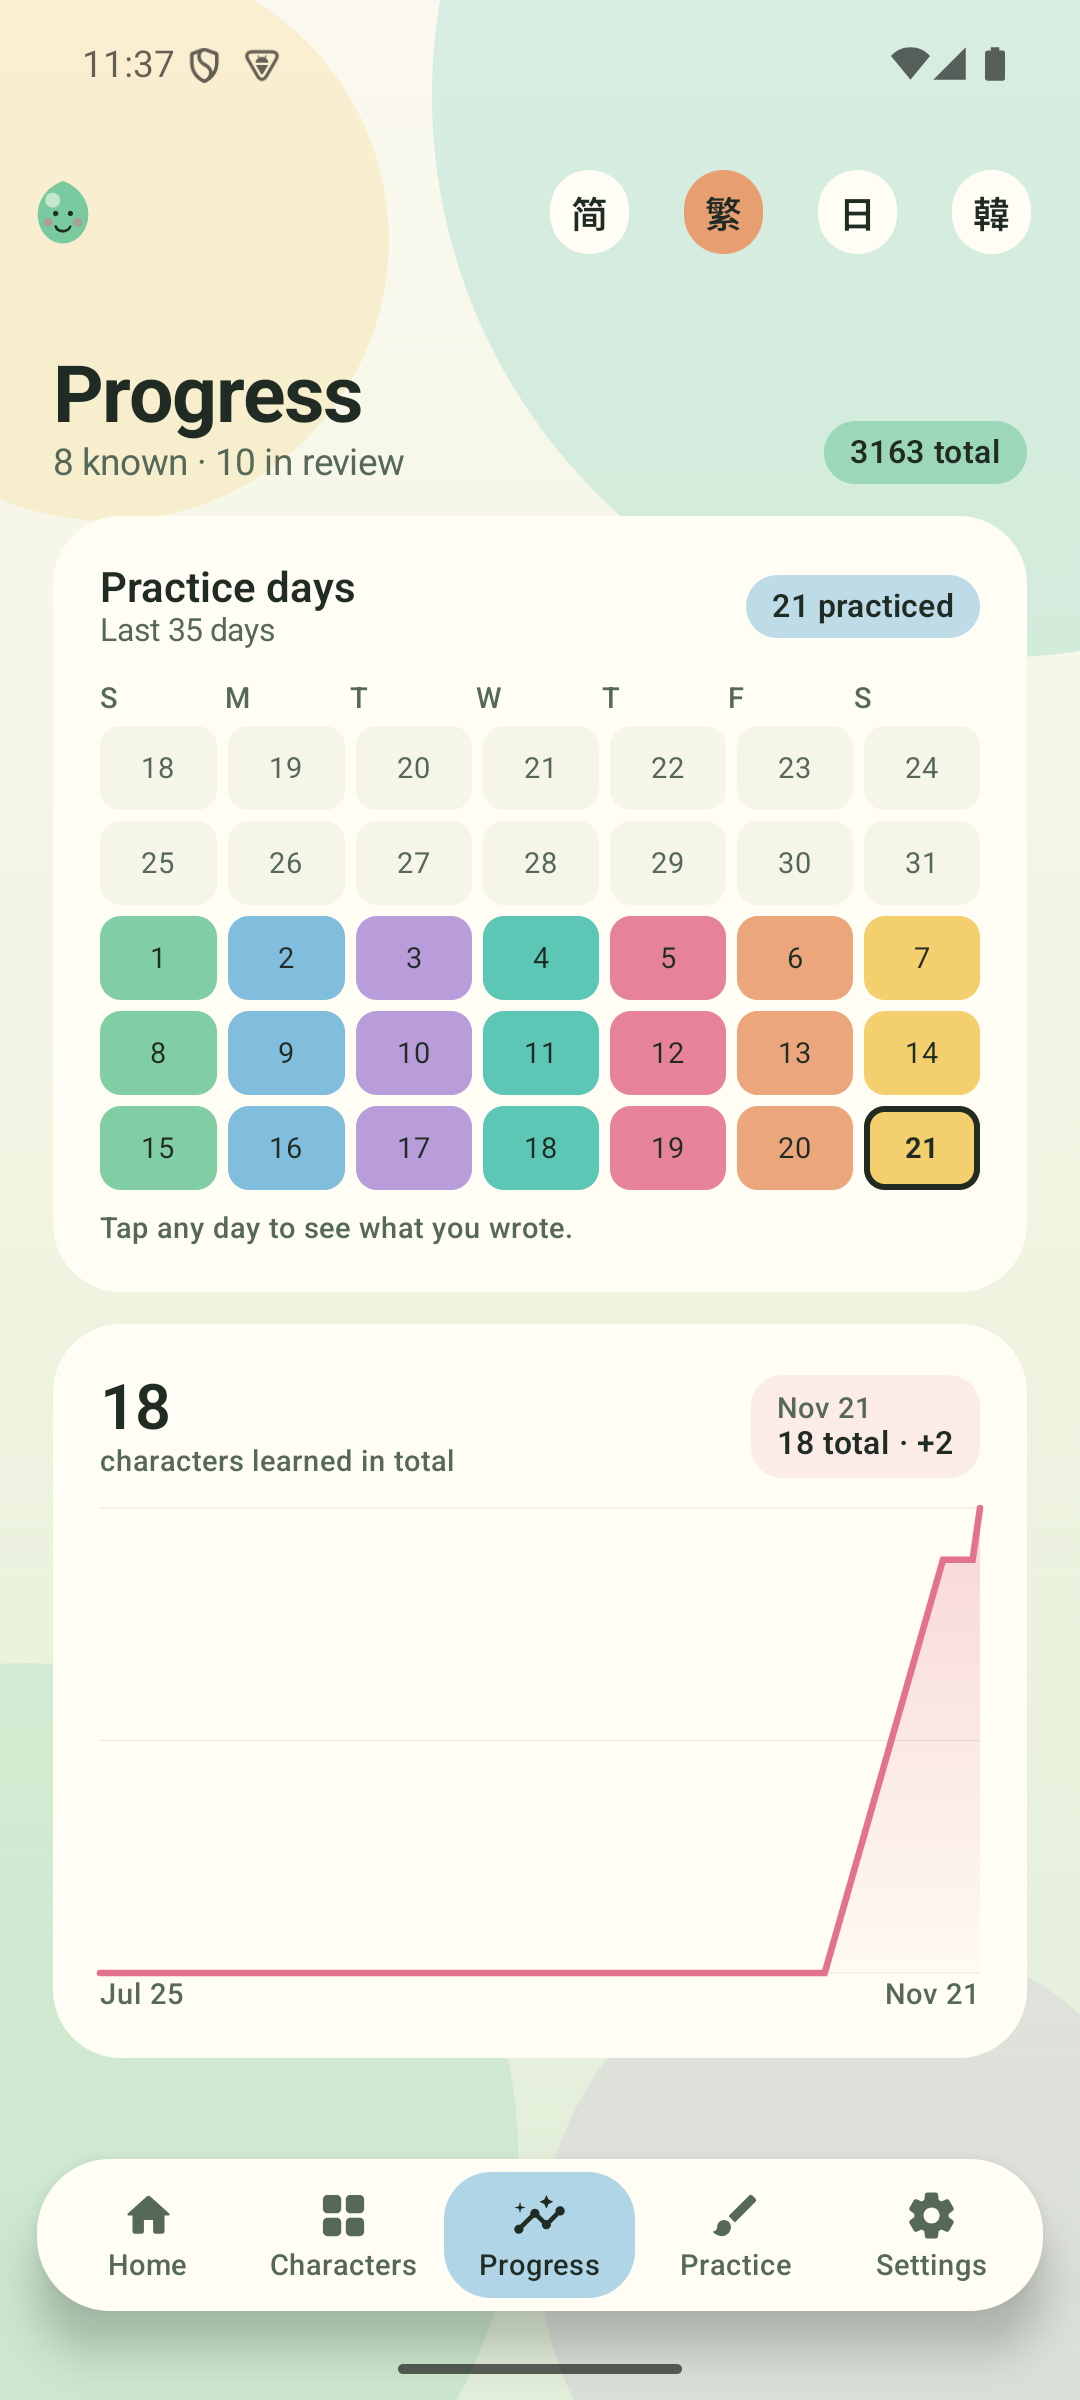 11:37
简 繁 日 韓
Progress
8 known · 10 in review
3163 total
Practice days
Last 35 days
21 practiced
S M T W T F S
18 19 20 21 22 23 24
25 26 27 28 29 30 31
1 2 3 4 5 6 7
8 9 10 11 12 13 14
15 16 17 18 19 20 21
Tap any day to see what you wrote.
18
characters learned in total
Nov 21
18 total · +2
Jul 25 Nov 21
Home Characters Progress Practice Settings